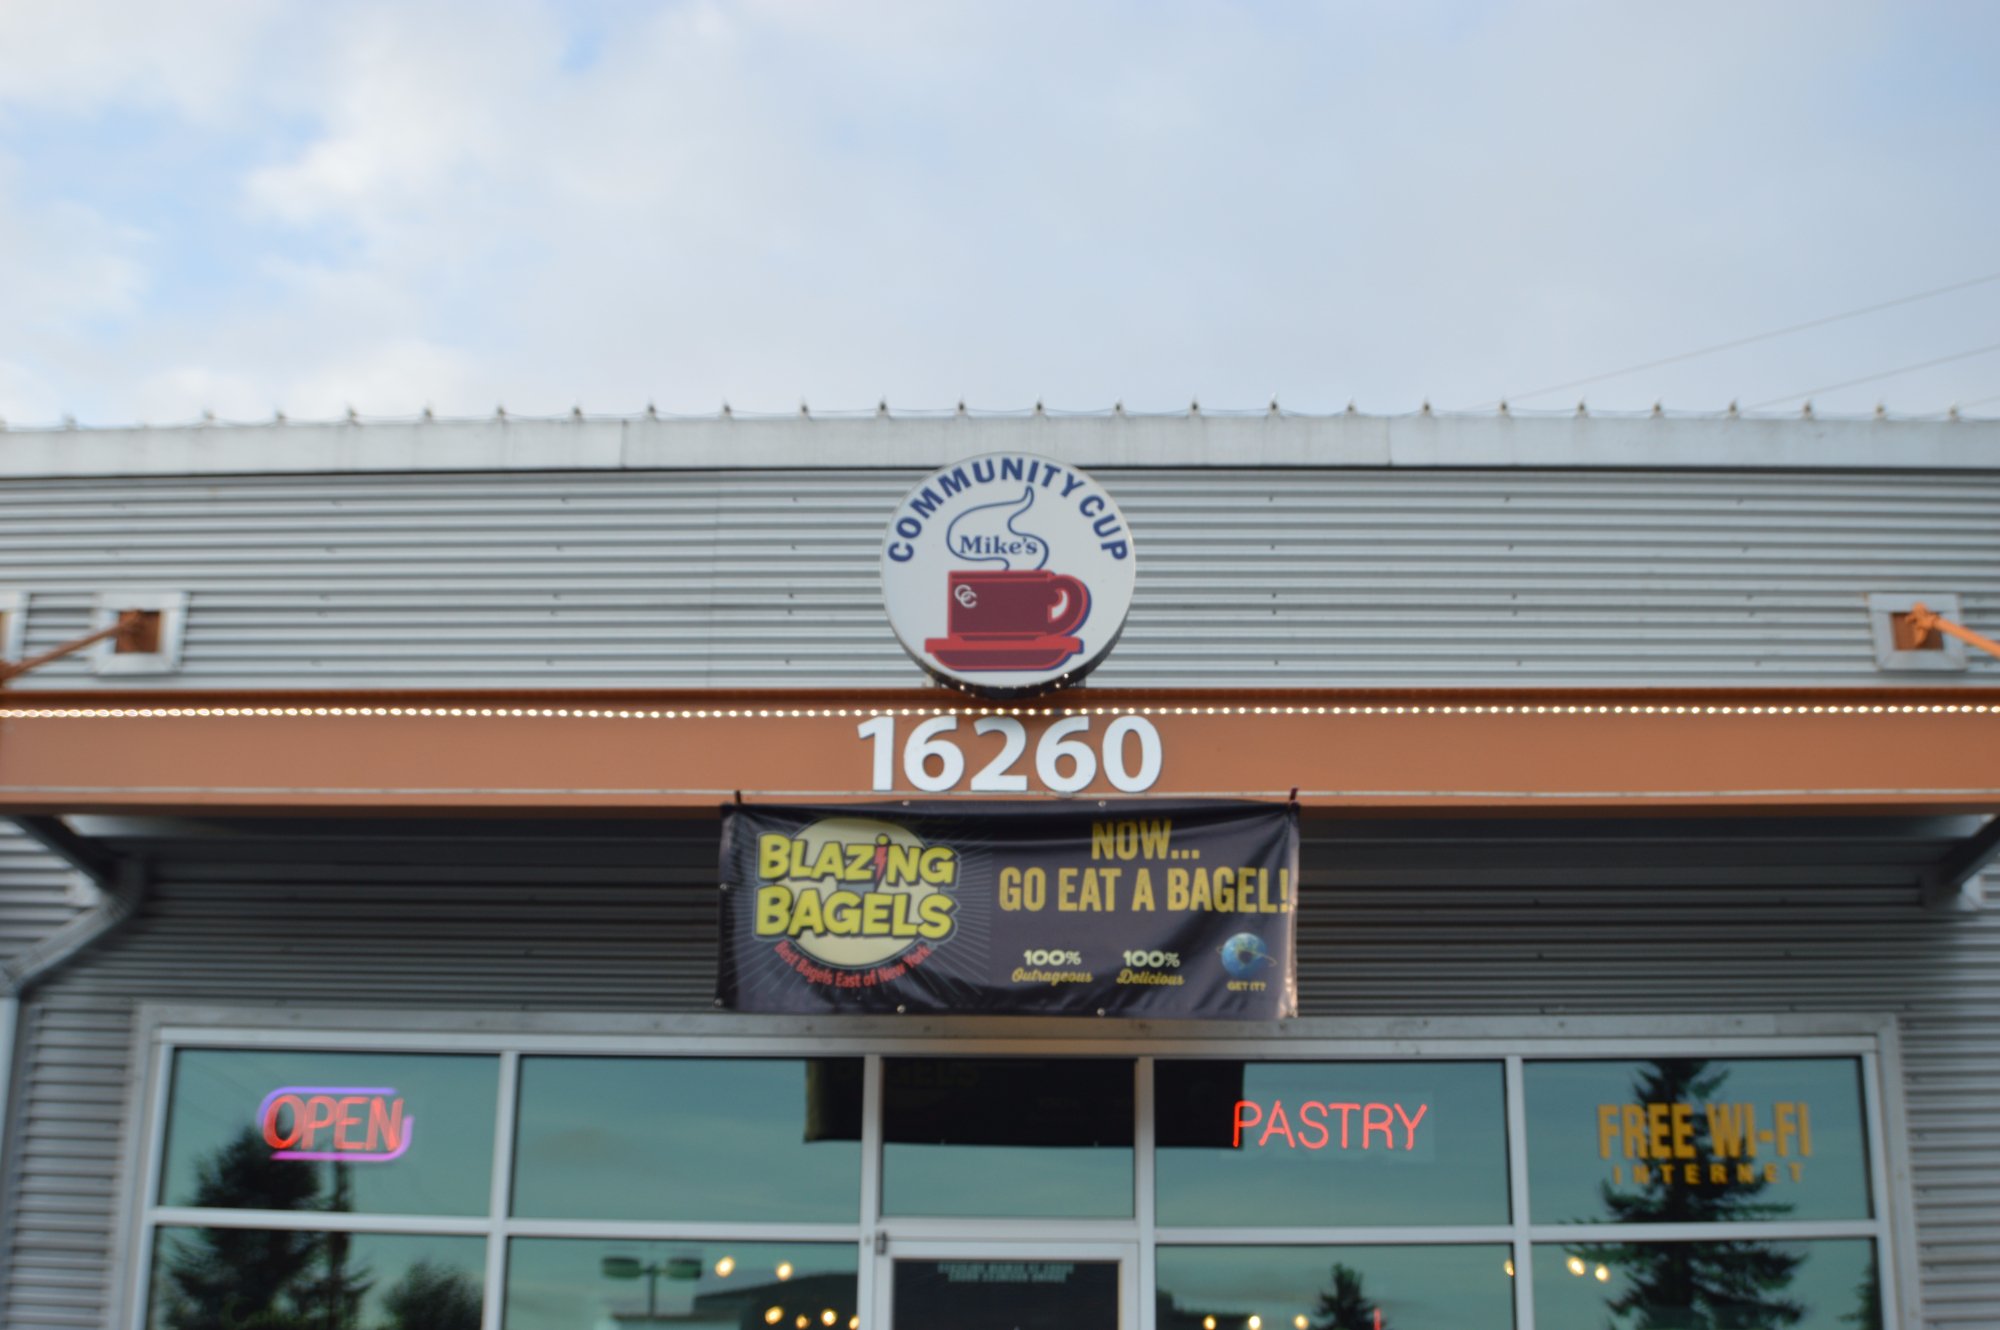 COMMUNITY CUP
Mike's
CC
16260
BLAZING
BAGELS
Best Bagels East of New York
NOW...
GO EAT A BAGEL!
100%
Outrageous
100%
Delicious
GET IT?
OPEN
PASTRY
FREE WI-FI
INTERNET